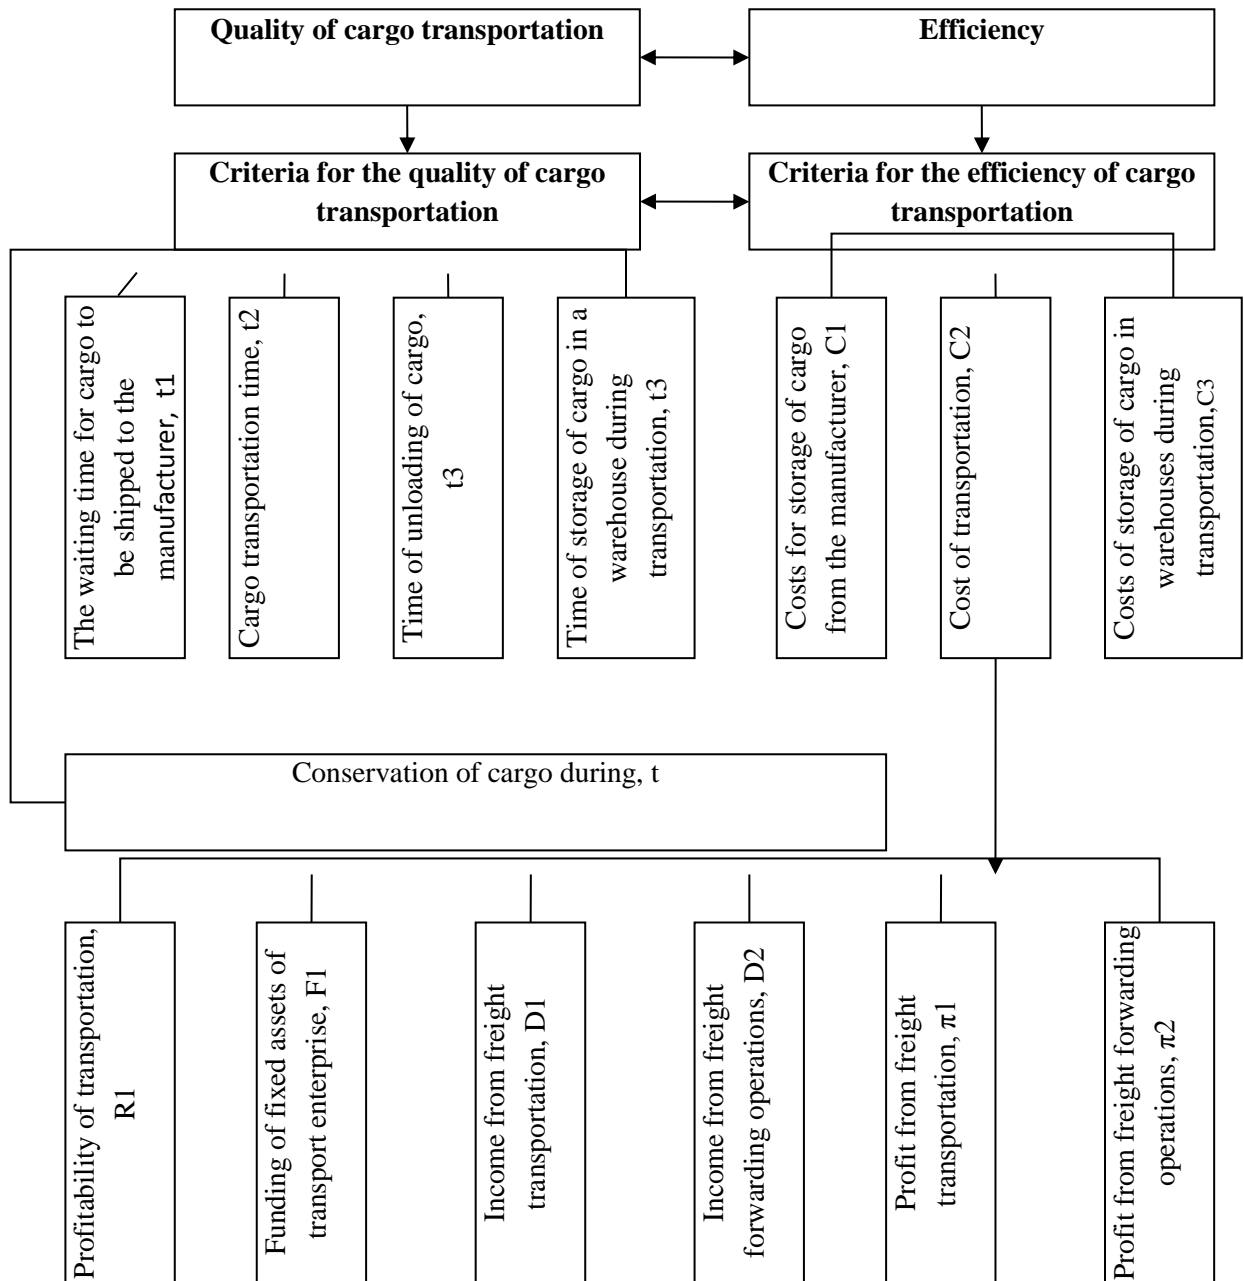 Quality of cargo transportation
Efficiency
Criteria for the quality of cargo
transportation
Criteria for the efficiency of cargo
transportation
The waiting time for cargo to
be shipped to the
manufacturer, t1
Cargo transportation time, t2
Time of unloading of cargo,
t3
Time of storage of cargo in a
warehouse during
transportation, t3
Costs for storage of cargo
from the manufacturer, C1
Cost of transportation, C2
Costs of storage of cargo in
warehouses during
transportation,C3
Conservation of cargo during, t
Profitability of transportation,
R1
Funding of fixed assets of
transport enterprise, F1
Income from freight
transportation, D1
Income from freight
forwarding operations, D2
Profit from freight
transportation, π1
Profit from freight forwarding
operations, π2